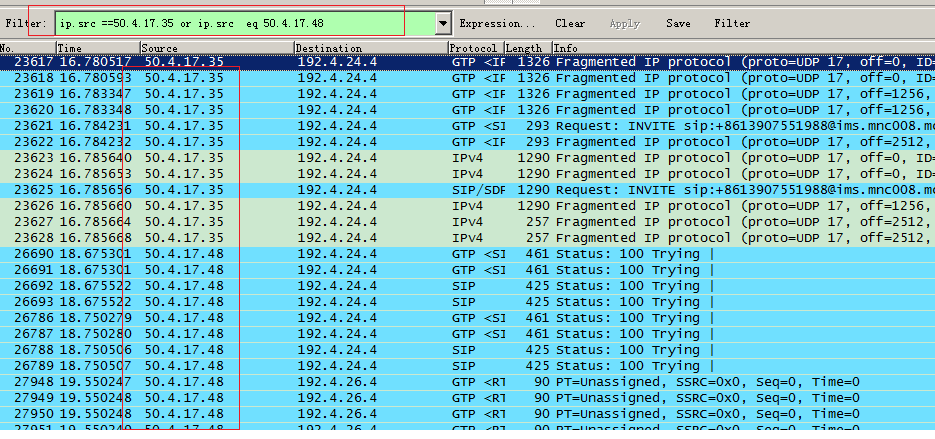 Filter: ip.src ==50.4.17.35 or ip.src eq 50.4.17.48 Expression... Clear Apply Save Filter
No. Time Source Destination Protocol Length Info
23617 16.780517 50.4.17.35 192.4.24.4 GTP <IF 1326 Fragmented IP protocol (proto=UDP 17, off=0, ID=
23618 16.780593 50.4.17.35 192.4.24.4 GTP <IF 1326 Fragmented IP protocol (proto=UDP 17, off=0, ID=
23619 16.783347 50.4.17.35 192.4.24.4 GTP <IF 1326 Fragmented IP protocol (proto=UDP 17, off=1256,
23620 16.783348 50.4.17.35 192.4.24.4 GTP <IF 1326 Fragmented IP protocol (proto=UDP 17, off=1256,
23621 16.784231 50.4.17.35 192.4.24.4 GTP <SI 293 Request: INVITE sip:+8613907551988@ims.mnc008.mc
23622 16.784232 50.4.17.35 192.4.24.4 GTP <IF 293 Fragmented IP protocol (proto=UDP 17, off=2512,
23623 16.785640 50.4.17.35 192.4.24.4 IPv4 1290 Fragmented IP protocol (proto=UDP 17, off=0, ID=
23624 16.785653 50.4.17.35 192.4.24.4 IPv4 1290 Fragmented IP protocol (proto=UDP 17, off=0, ID=
23625 16.785656 50.4.17.35 192.4.24.4 SIP/SDF 1290 Request: INVITE sip:+8613907551988@ims.mnc008.mc
23626 16.785660 50.4.17.35 192.4.24.4 IPv4 1290 Fragmented IP protocol (proto=UDP 17, off=1256,
23627 16.785664 50.4.17.35 192.4.24.4 IPv4 257 Fragmented IP protocol (proto=UDP 17, off=2512,
23628 16.785668 50.4.17.35 192.4.24.4 IPv4 257 Fragmented IP protocol (proto=UDP 17, off=2512,
26690 18.675301 50.4.17.48 192.4.24.4 GTP <SI 461 Status: 100 Trying |
26691 18.675301 50.4.17.48 192.4.24.4 GTP <SI 461 Status: 100 Trying |
26692 18.675522 50.4.17.48 192.4.24.4 SIP 425 Status: 100 Trying |
26693 18.675522 50.4.17.48 192.4.24.4 SIP 425 Status: 100 Trying |
26786 18.750279 50.4.17.48 192.4.24.4 GTP <SI 461 Status: 100 Trying |
26787 18.750280 50.4.17.48 192.4.24.4 GTP <SI 461 Status: 100 Trying |
26788 18.750506 50.4.17.48 192.4.24.4 SIP 425 Status: 100 Trying |
26789 18.750507 50.4.17.48 192.4.24.4 SIP 425 Status: 100 Trying |
27948 19.550247 50.4.17.48 192.4.26.4 GTP <RT 90 PT=Unassigned, SSRC=0x0, Seq=0, Time=0
27949 19.550248 50.4.17.48 192.4.26.4 GTP <RT 90 PT=Unassigned, SSRC=0x0, Seq=0, Time=0
27950 19.550248 50.4.17.48 192.4.26.4 GTP <RT 90 PT=Unassigned, SSRC=0x0, Seq=0, Time=0
27951 19.550249 50.4.17.48 192.4.26.4 GTP <RT 90 PT=Unassigned, SSRC=0x0, Seq=0, Time=0